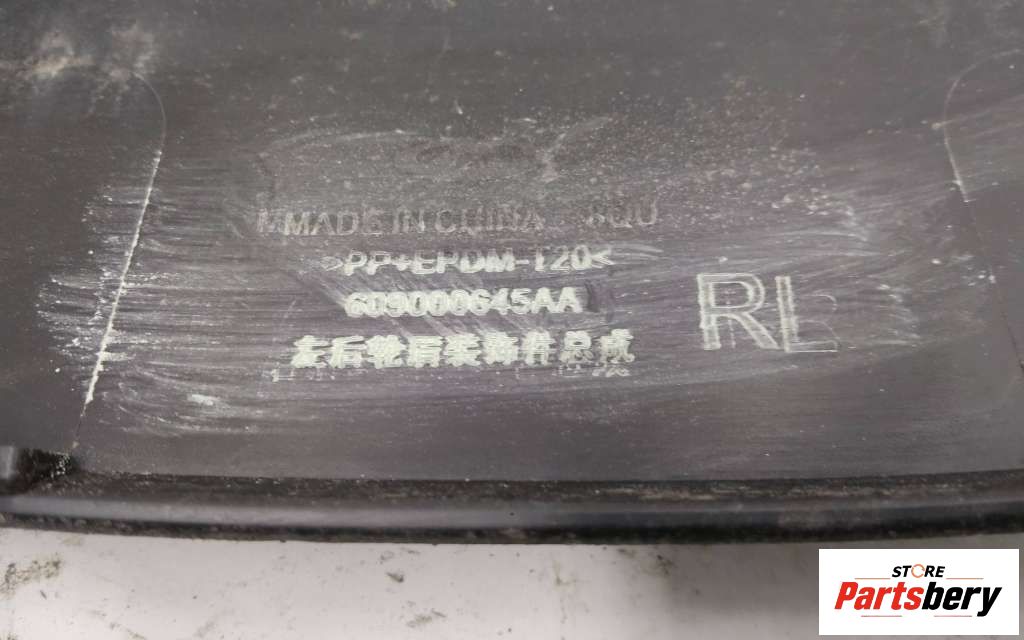 MADE IN CHINA
>PP+EPDM-T20<
609000645AA
左后轮眉装饰件总成
RL
STORE
Partsbery